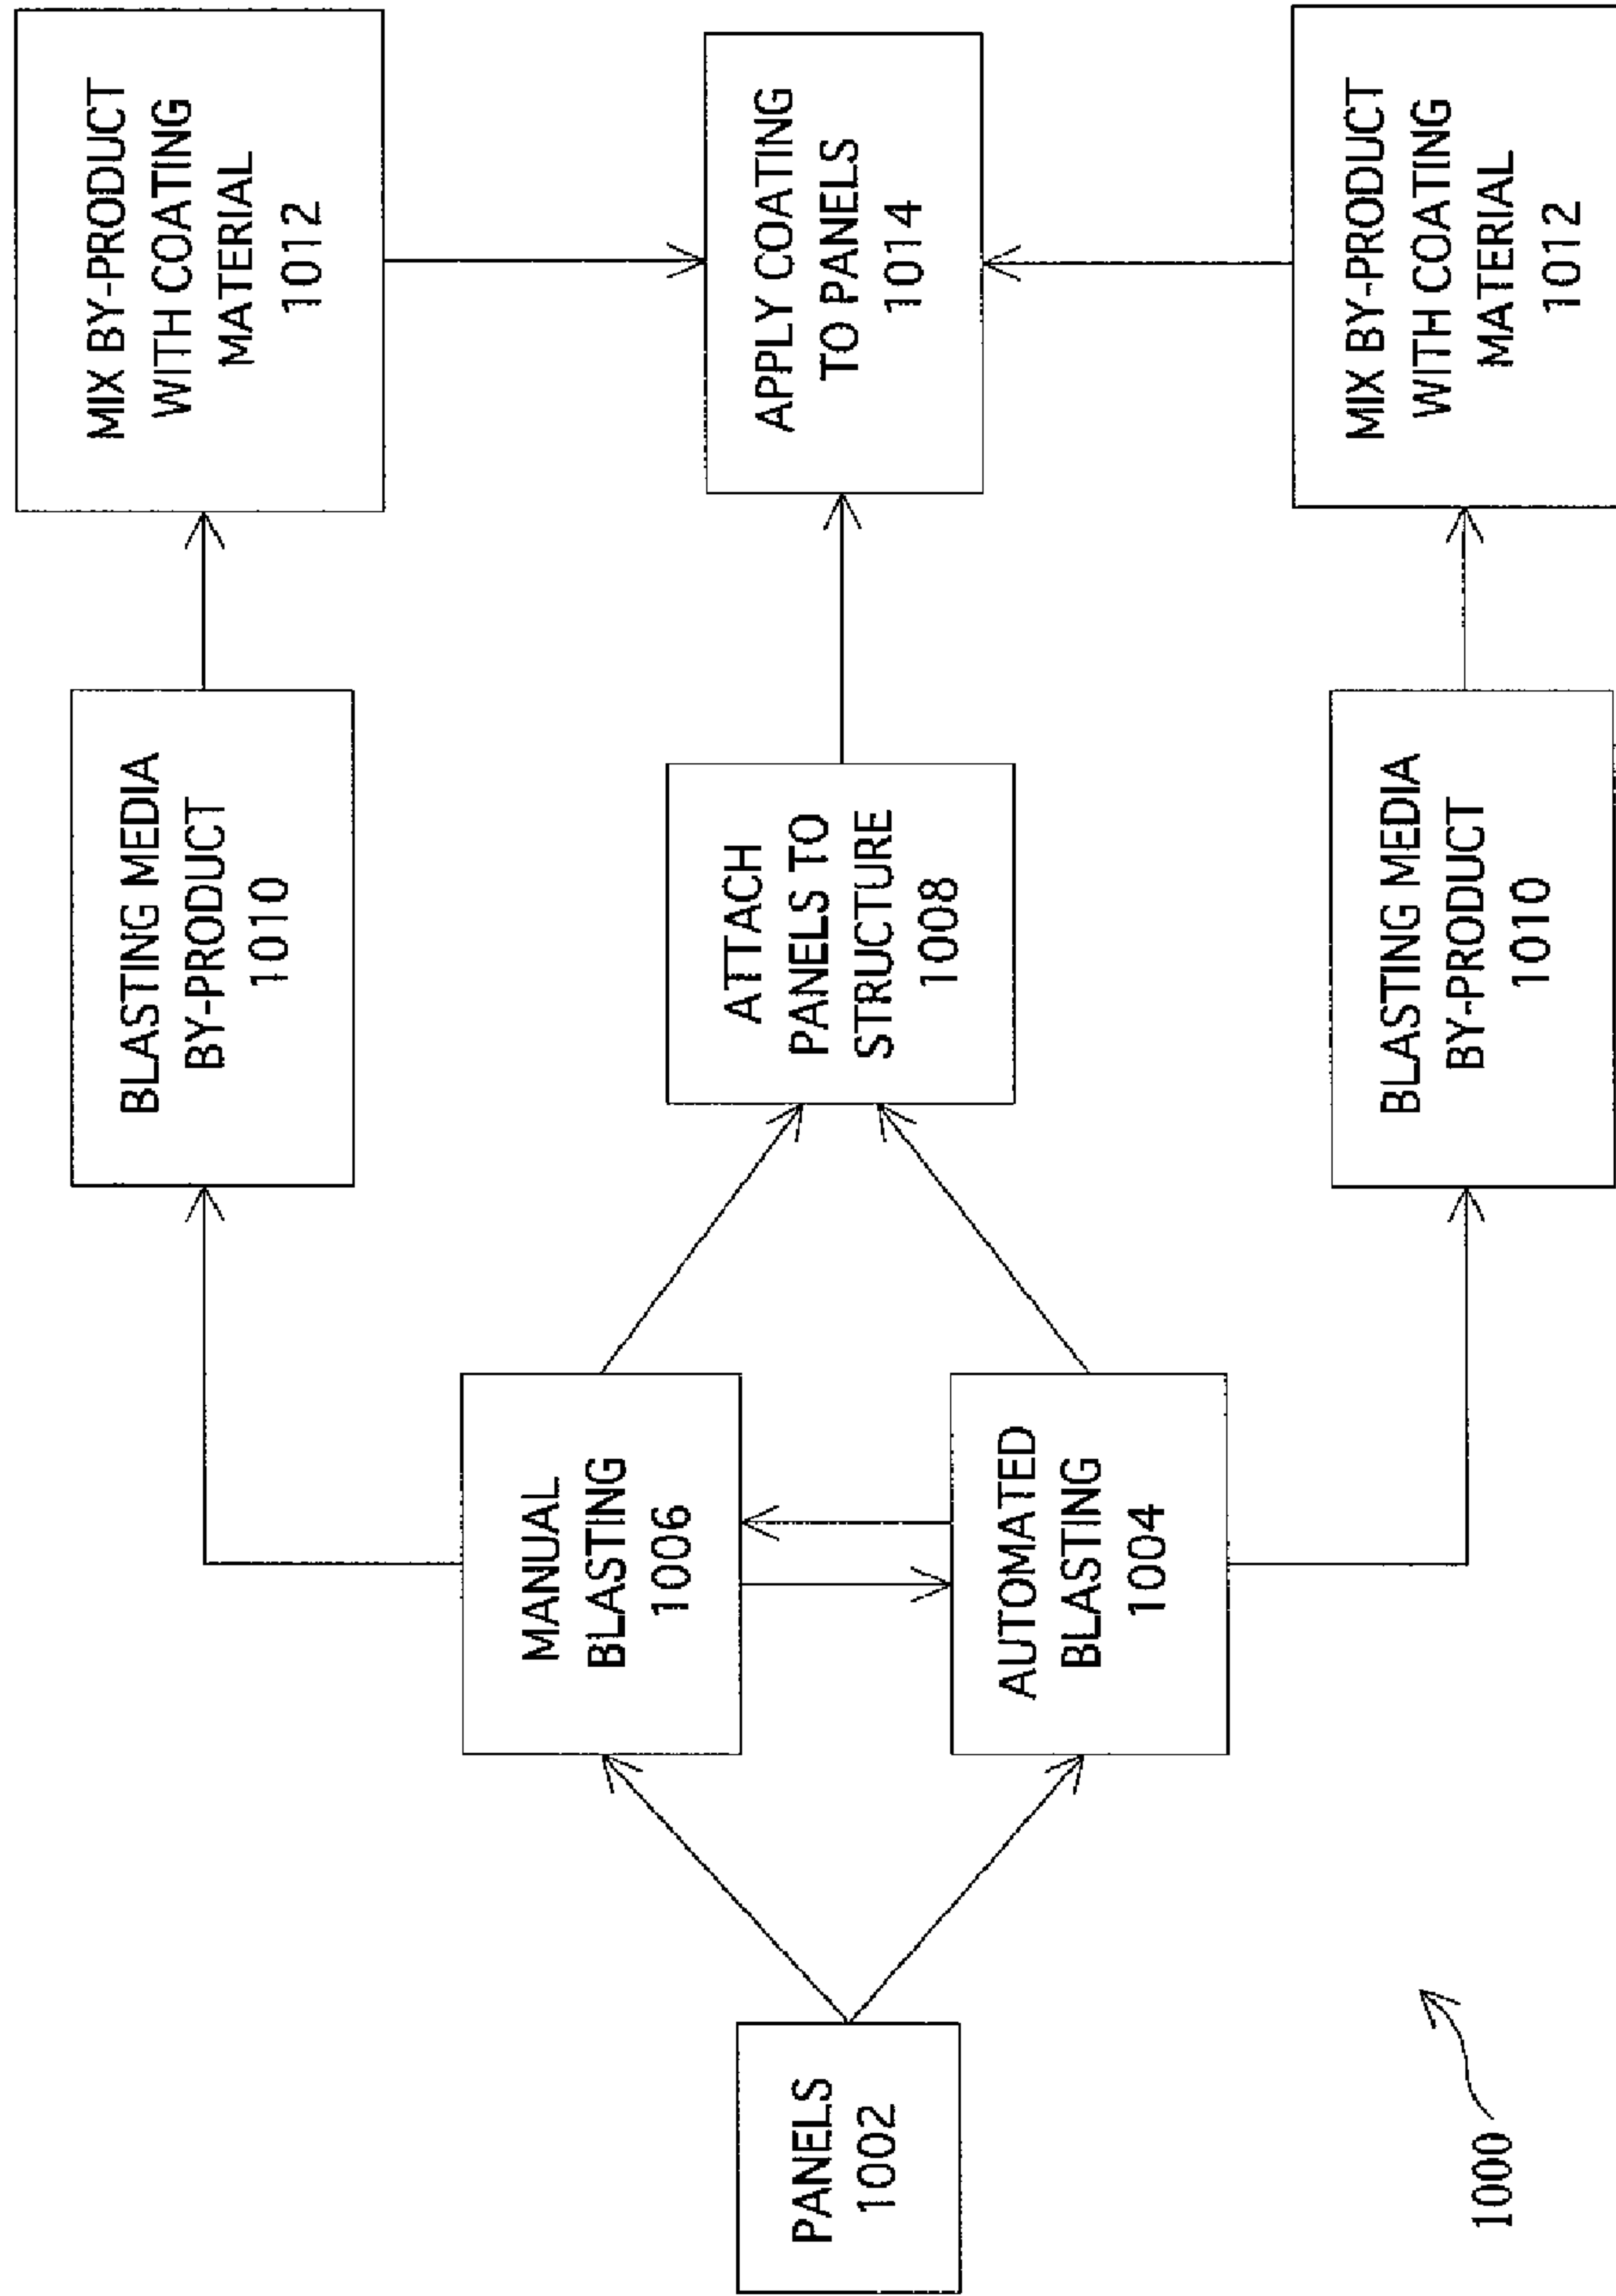 PANELS
1002
MANUAL
BLASTING
1006
AUTOMATED
BLASTING
1004
BLASTING MEDIA
BY-PRODUCT
1010
ATTACH
PANELS TO
STRUCTURE
1008
BLASTING MEDIA
BY-PRODUCT
1010
MIX BY-PRODUCT
WITH COATING
MATERIAL
1012
APPLY COATING
TO PANELS
1014
MIX BY-PRODUCT
WITH COATING
MATERIAL
1012
1000